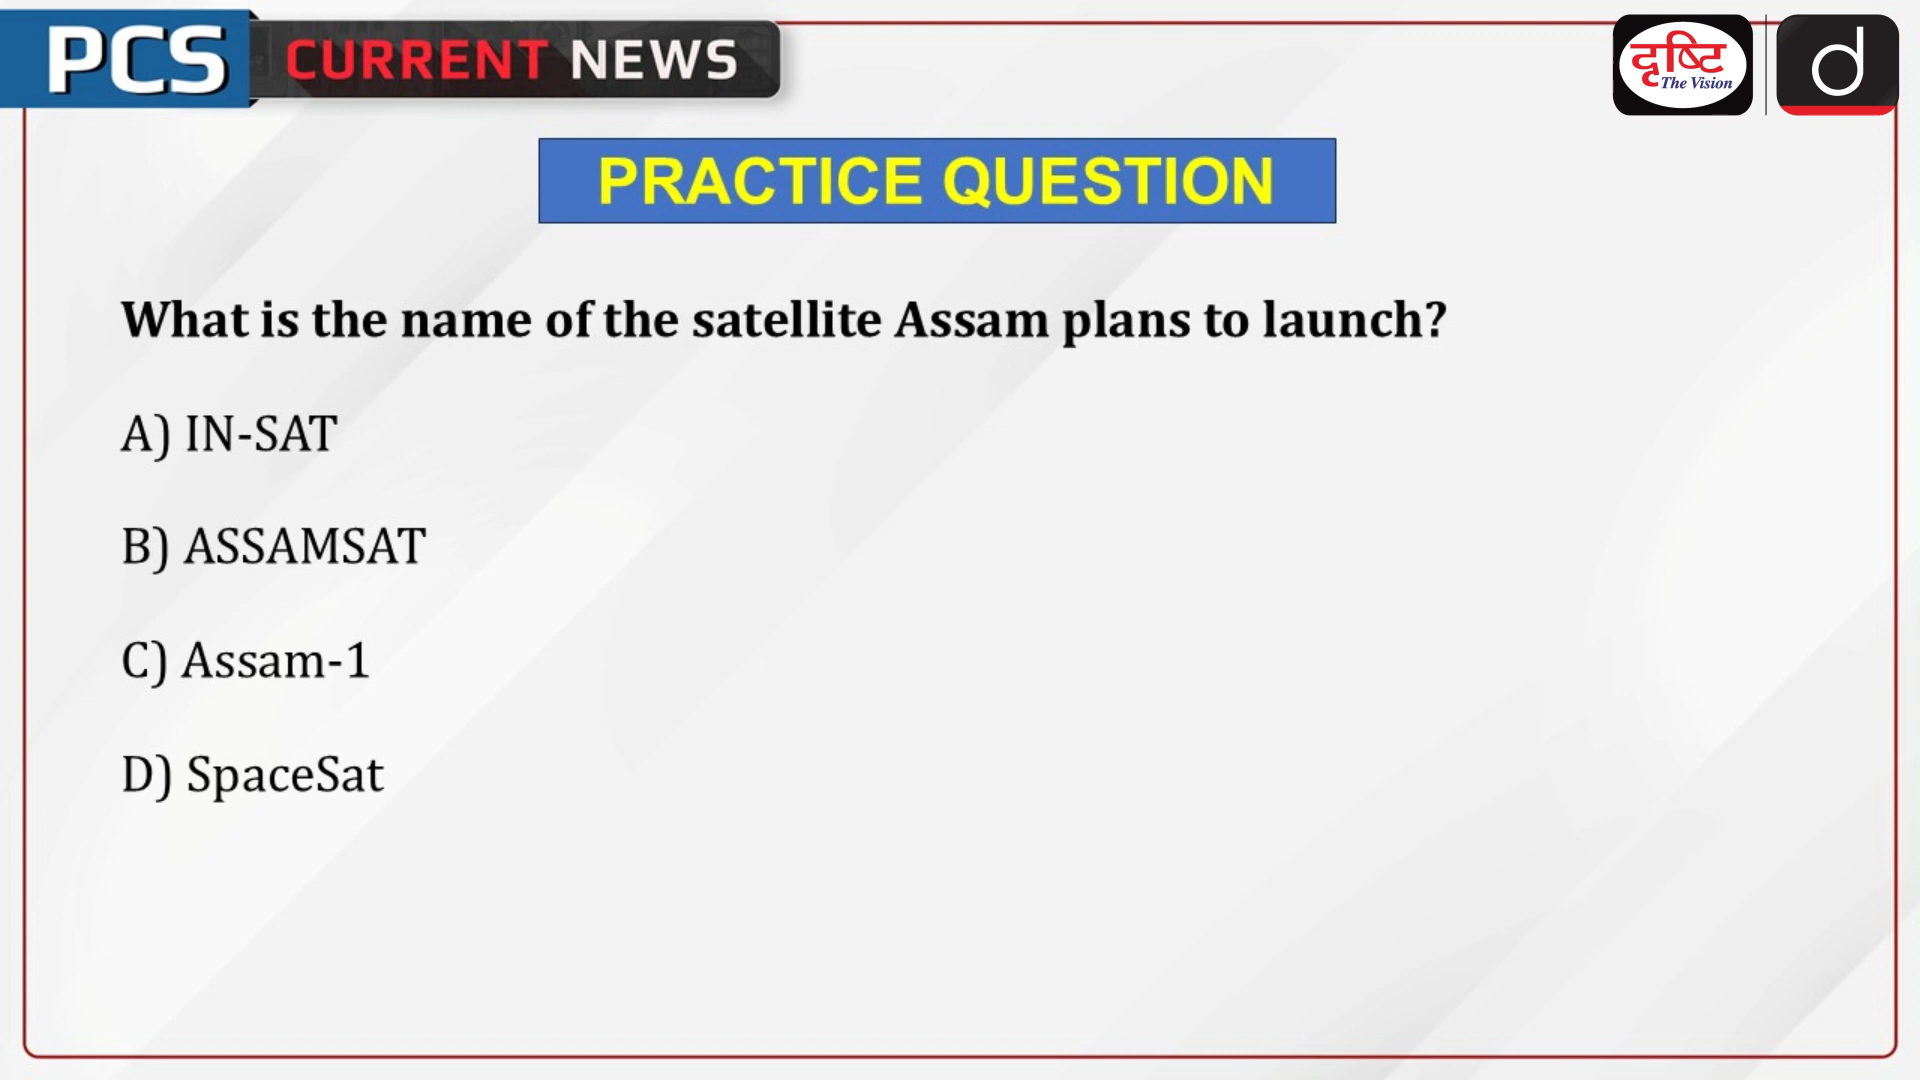 PCS CURRENT NEWS
दृष्टि
The Vision
d
PRACTICE QUESTION
What is the name of the satellite Assam plans to launch?
A) IN-SAT
B) ASSAMSAT
C) Assam-1
D) SpaceSat